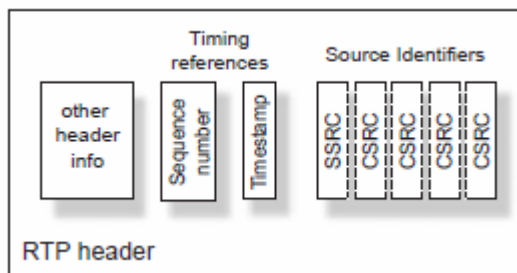 Timing
references
Source Identifiers
other
header
info
Sequence
number
Timestamp
SSRC
CSRC
CSRC
CSRC
CSRC
RTP header